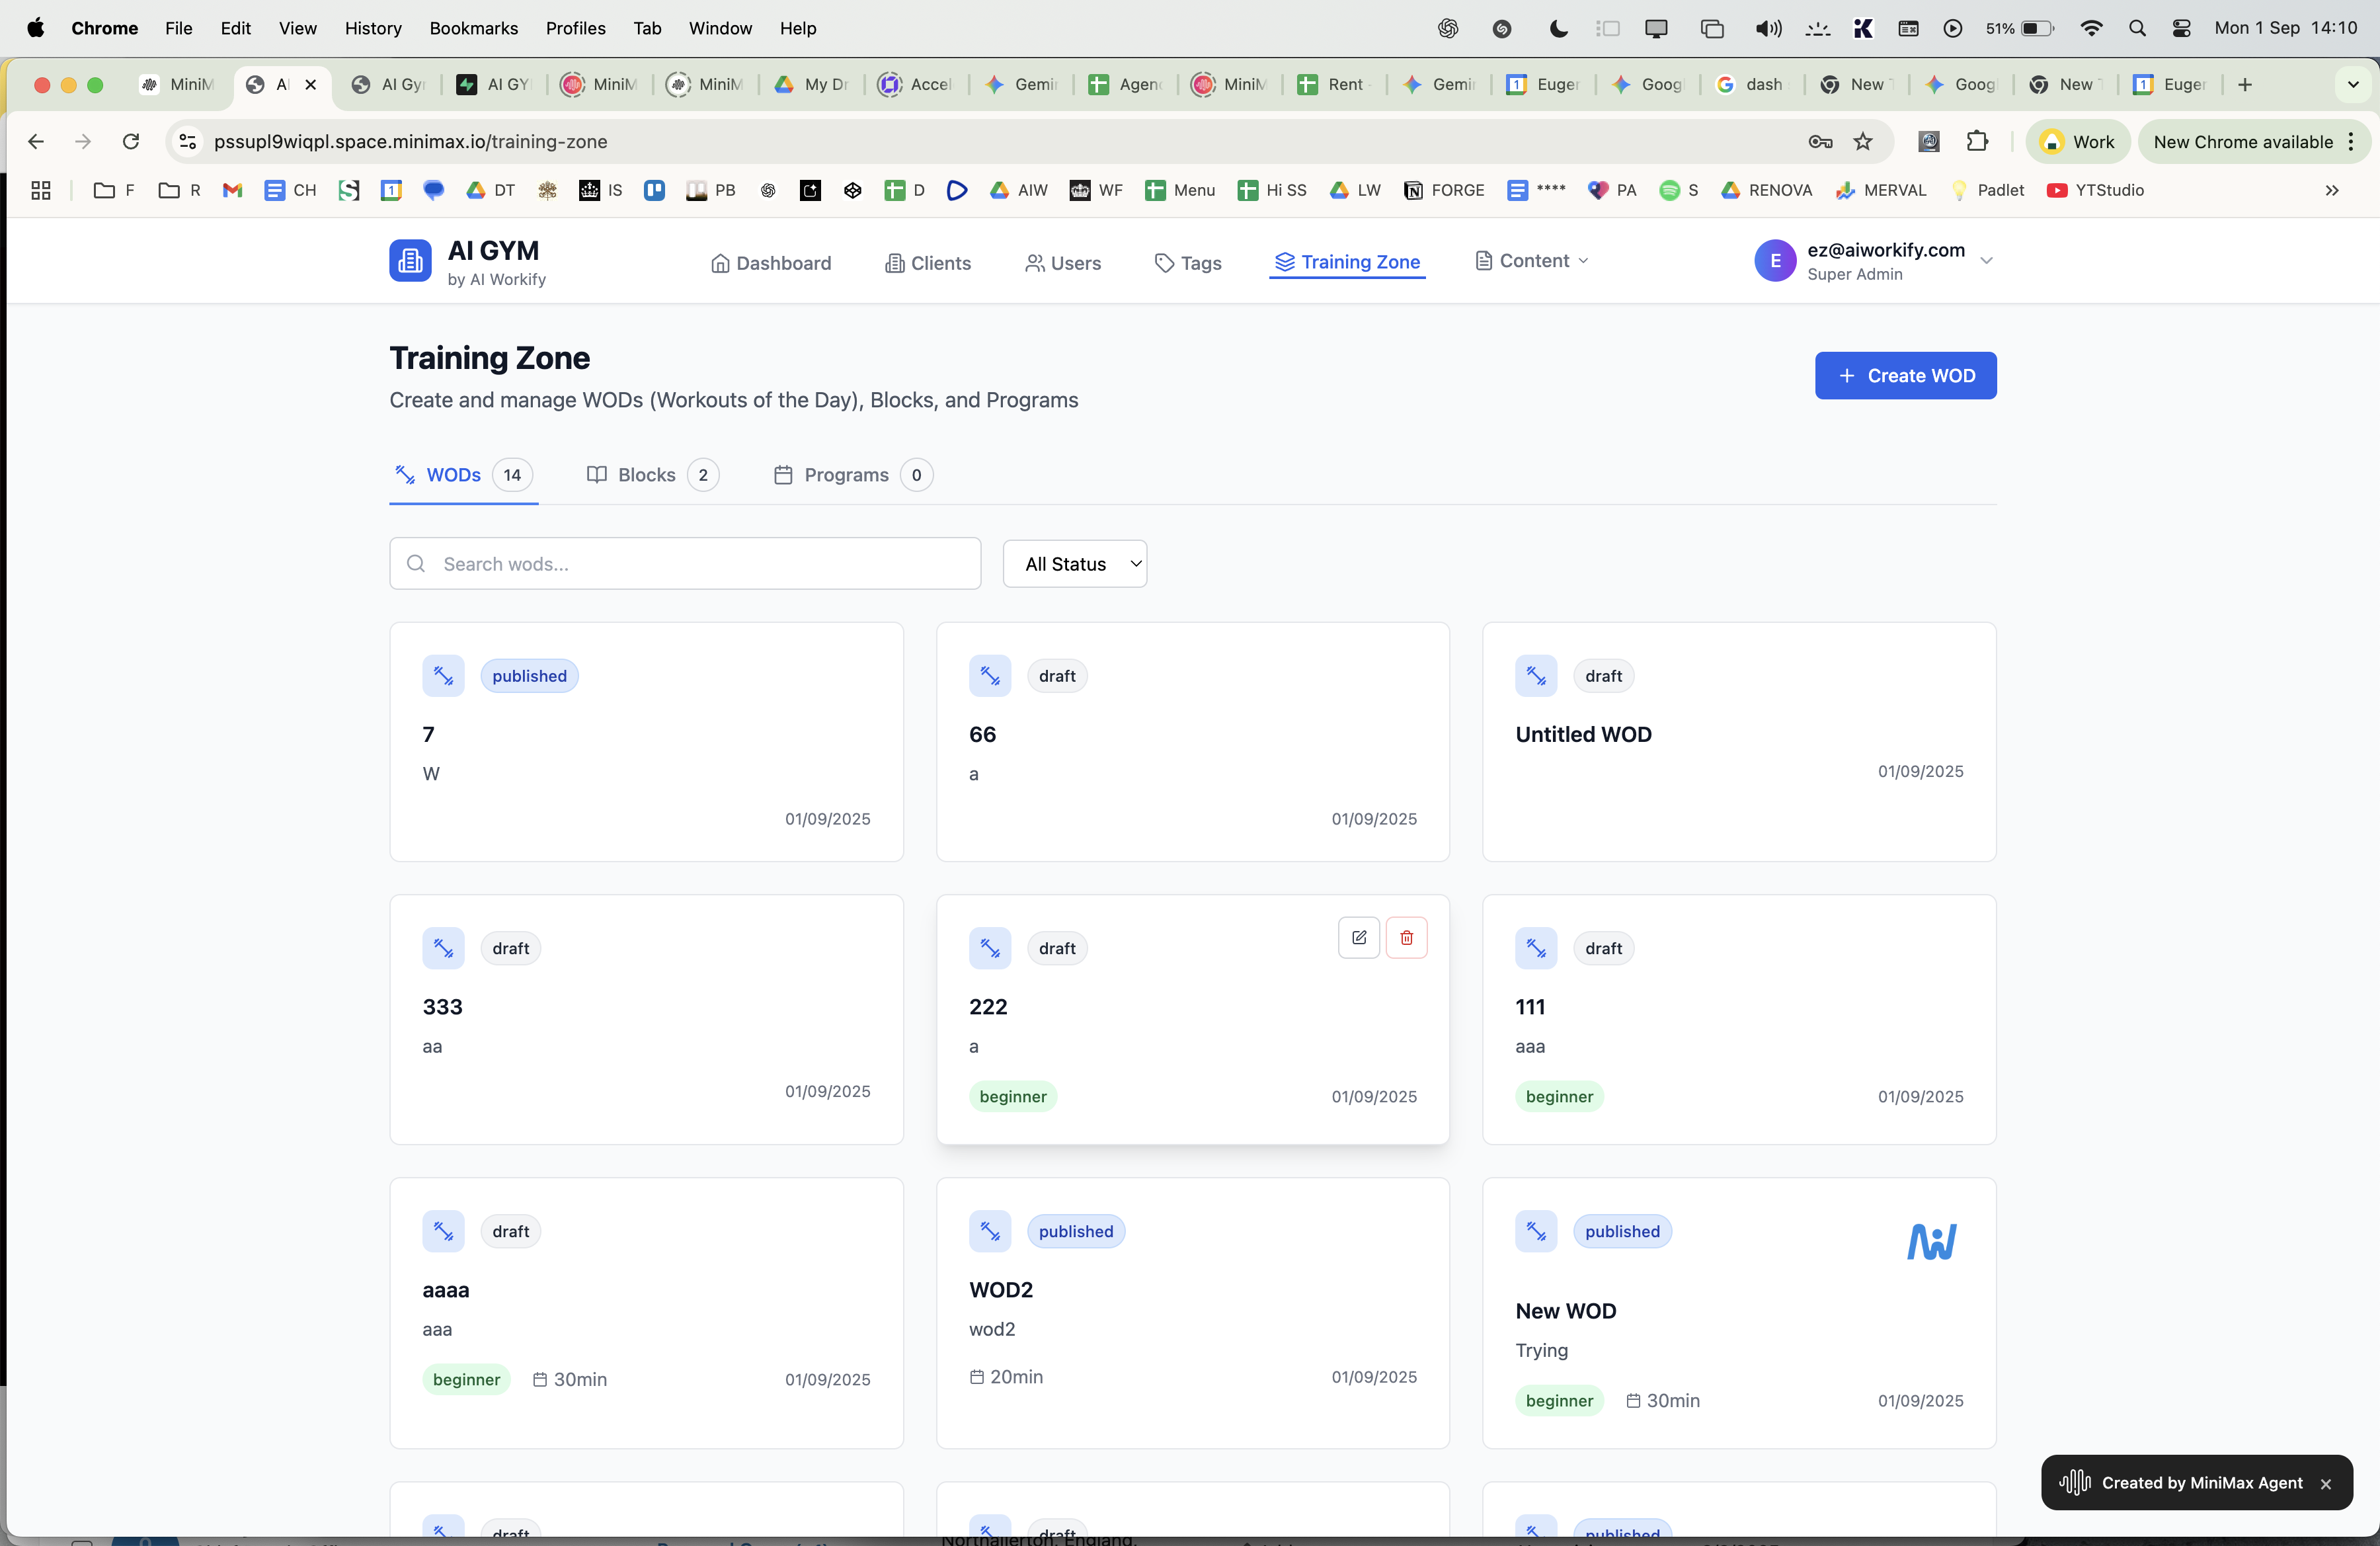 Chrome File Edit View History Bookmarks Profiles Tab Window Help 51% Mon 1 Sep 14:10
MiniM AI AI Gyr AI GY MiniM MiniM My Dr Accel Gemin Agenc MiniM Rent Gemin 1 Euger Goog dash New T Goog New T 1 Euger
pssupl9wiqpl.space.minimax.io/training-zone Work New Chrome available
F R CH 1 DT IS PB D AIW WF Menu Hi SS LW FORGE **** PA S RENOVA MERVAL Padlet YTStudio
AI GYM
by AI Workify
Dashboard Clients Users Tags Training Zone Content
E
ez@aiworkify.com
Super Admin
Training Zone
Create and manage WODs (Workouts of the Day), Blocks, and Programs
Create WOD
WODs 14 Blocks 2 Programs 0
Search wods... All Status
published
7
W
01/09/2025
draft
66
a
01/09/2025
draft
Untitled WOD
01/09/2025
draft
333
aa
01/09/2025
draft
222
a
beginner 01/09/2025
draft
111
aaa
beginner 01/09/2025
draft
aaaa
aaa
beginner 30min 01/09/2025
published
WOD2
wod2
20min 01/09/2025
published
New WOD
Trying
beginner 30min 01/09/2025
draft
draft
published
Created by MiniMax Agent
Northallerton, England,